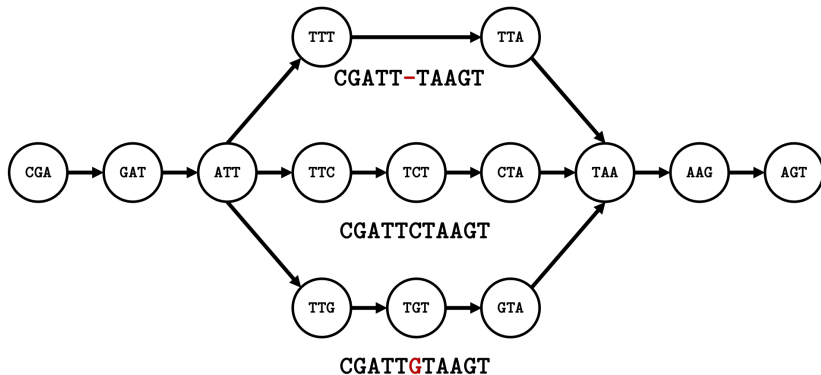 TTT TTA
CGATT-TAAGT
CGA GAT ATT TTC TCT CTA TAA AAG AGT
CGATTCTAAGT
TTG TGT GTA
CGATTGTAAGT